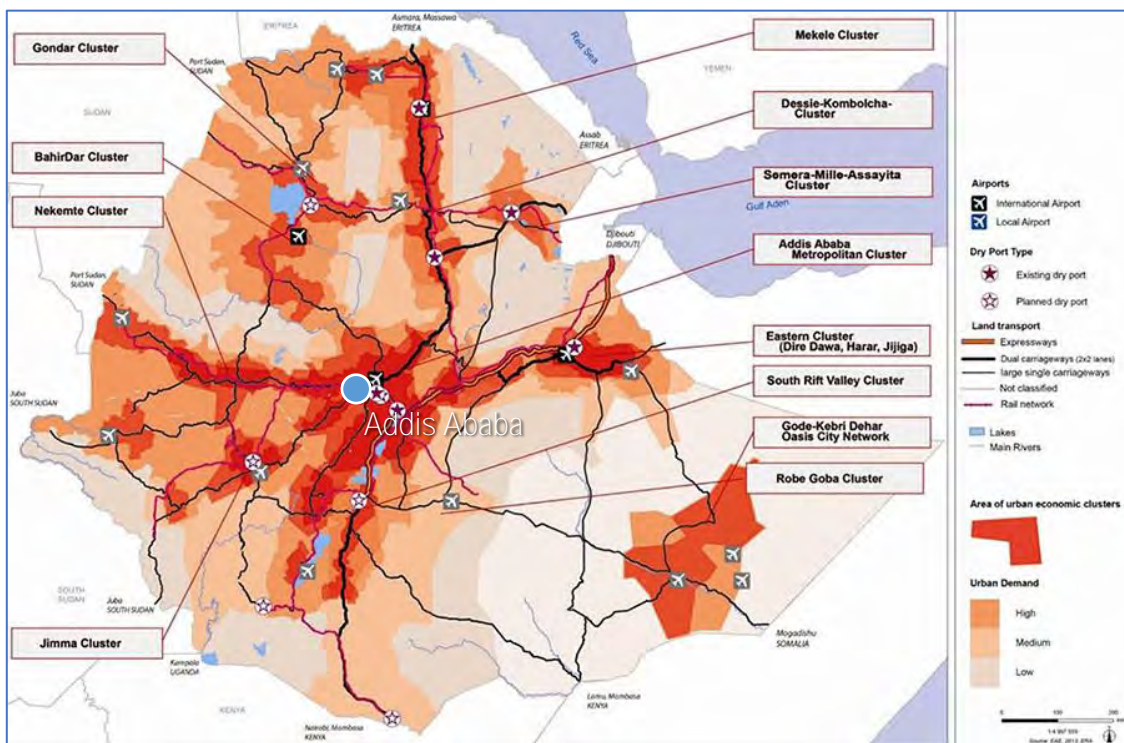 Gondar Cluster
BahirDar Cluster
Nekemte Cluster
Jimma Cluster
Mekele Cluster
Dessie-Kombolcha-
Cluster
Semera-Mille-Assayita
Cluster
Addis Ababa
Metropolitan Cluster
Eastern Cluster
(Dire Dawa, Harar, Jijiga)
South Rift Valley Cluster
Gode-Kebri Dehar
Oasis City Network
Robe Goba Cluster
ERITREA
Asmara, Massawa
ERITREA
Port Sudan,
SUDAN
SUDAN
Red Sea
YEMEN
Assab
ERITREA
Gulf Aden
Djibouti
DJIBOUTI
Port Sudan,
SUDAN
Juba
SOUTH SUDAN
Addis Ababa
SOUTH
SUDAN
Juba
SOUTH SUDAN
Kampala
UGANDA
KENYA
Nairobi, Mombasa
KENYA
Lamu, Mombasa
KENYA
Mogadishu
SOMALIA
Airports
International Airport
Local Airport
Dry Port Type
Existing dry port
Planned dry port
Land transport
Expressways
Dual carriageways (2x2 lanes)
large single carriageways
Not classified
Rail network
Lakes
Main Rivers
Area of urban economic clusters
Urban Demand
High
Medium
Low
0 100 200